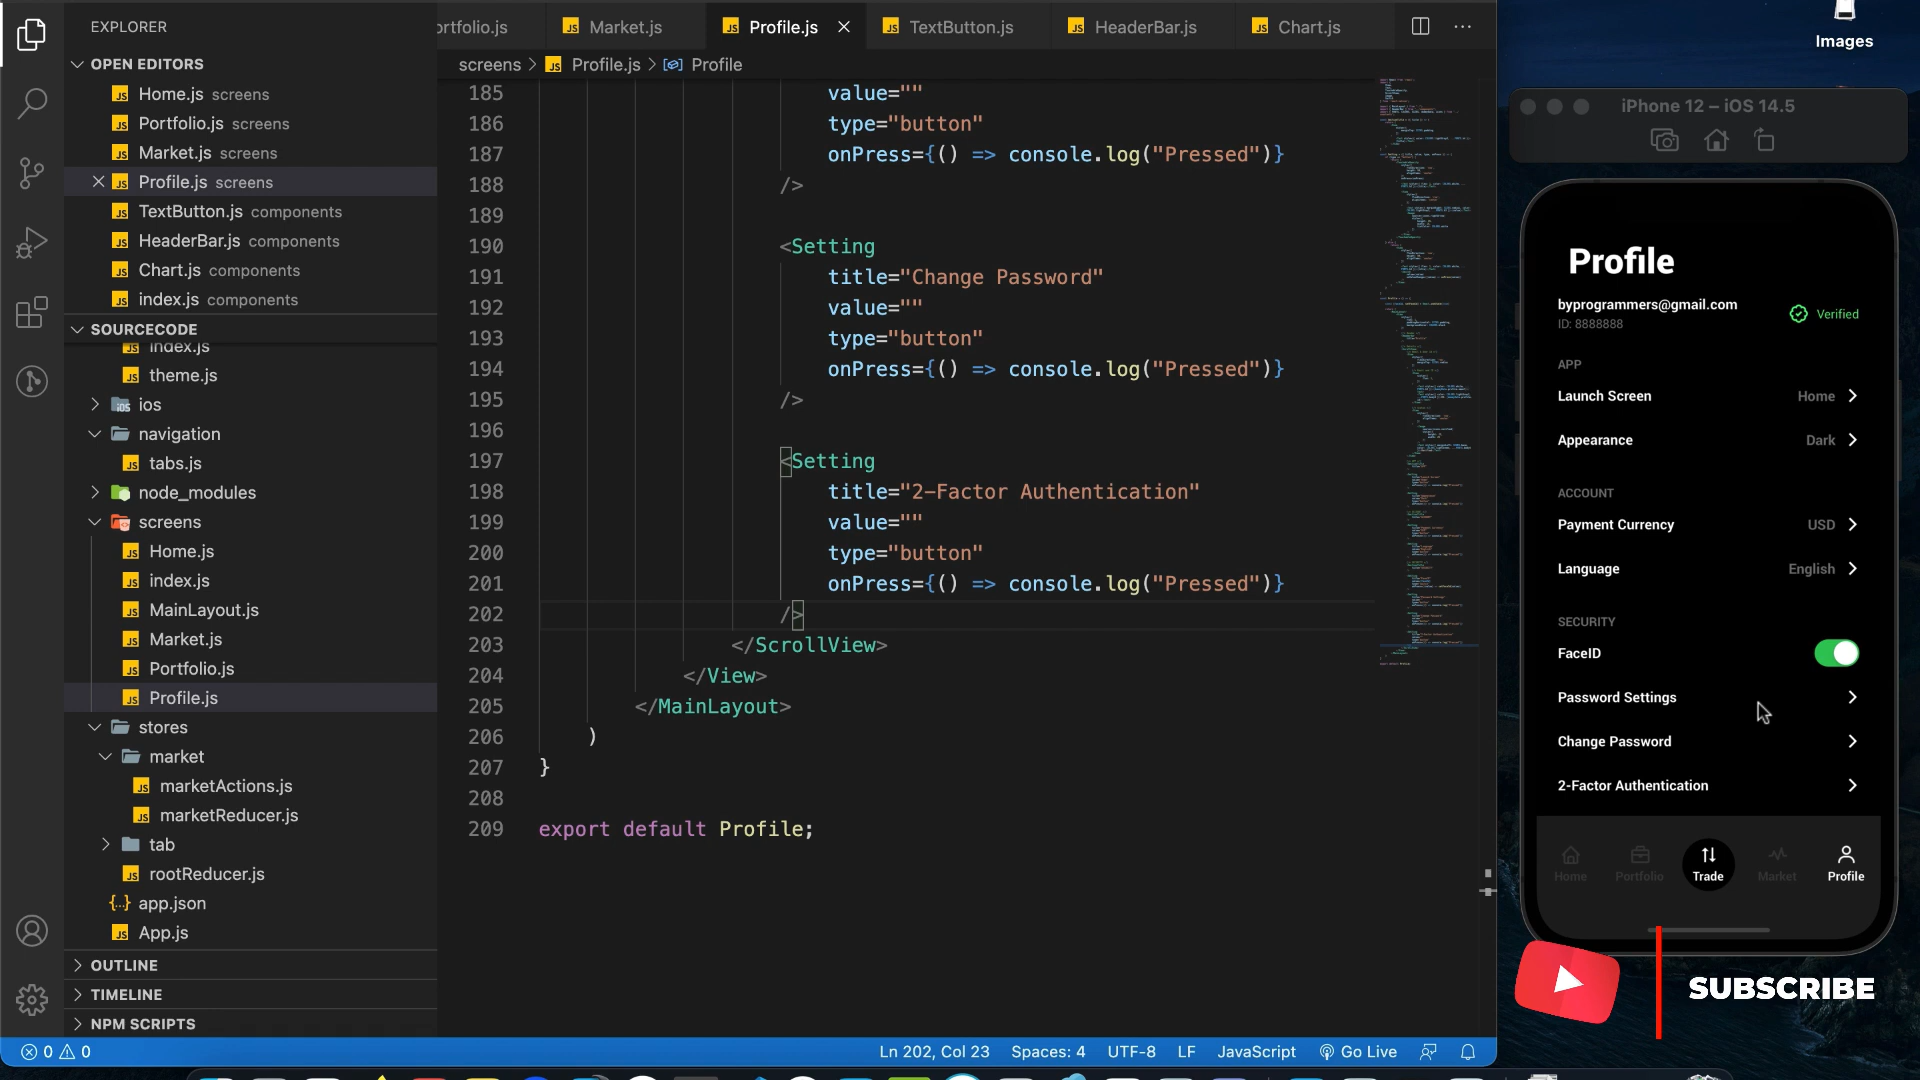 EXPLORER
OPEN EDITORS
Home.js screens
Portfolio.js screens
Market.js screens
Profile.js screens
TextButton.js components
HeaderBar.js components
Chart.js components
index.js components
SOURCECODE
index.js
theme.js
ios
navigation
tabs.js
node_modules
screens
Home.js
index.js
MainLayout.js
Market.js
Portfolio.js
Profile.js
stores
market
marketActions.js
marketReducer.js
tab
rootReducer.js
app.json
App.js
OUTLINE
TIMELINE
NPM SCRIPTS
ortfolio.js
Market.js
Profile.js
TextButton.js
HeaderBar.js
Chart.js
screens > Profile.js > Profile
185 value=""
186 type="button"
187 onPress={() => console.log("Pressed")}
188 />
189
190 <Setting
191 title="Change Password"
192 value=""
193 type="button"
194 onPress={() => console.log("Pressed")}
195 />
196
197 <Setting
198 title="2-Factor Authentication"
199 value=""
200 type="button"
201 onPress={() => console.log("Pressed")}
202 />
203 </ScrollView>
204 </View>
205 </MainLayout>
206 )
207 }
208
209 export default Profile;
0 0
Ln 202, Col 23 Spaces: 4 UTF-8 LF JavaScript Go Live
Images
iPhone 12 – iOS 14.5
Profile
byprogrammers@gmail.com
ID: 8888888
Verified
APP
Launch Screen Home
Appearance Dark
ACCOUNT
Payment Currency USD
Language English
SECURITY
FaceID
Password Settings
Change Password
2-Factor Authentication
Home Portfolio Trade Market Profile
SUBSCRIBE